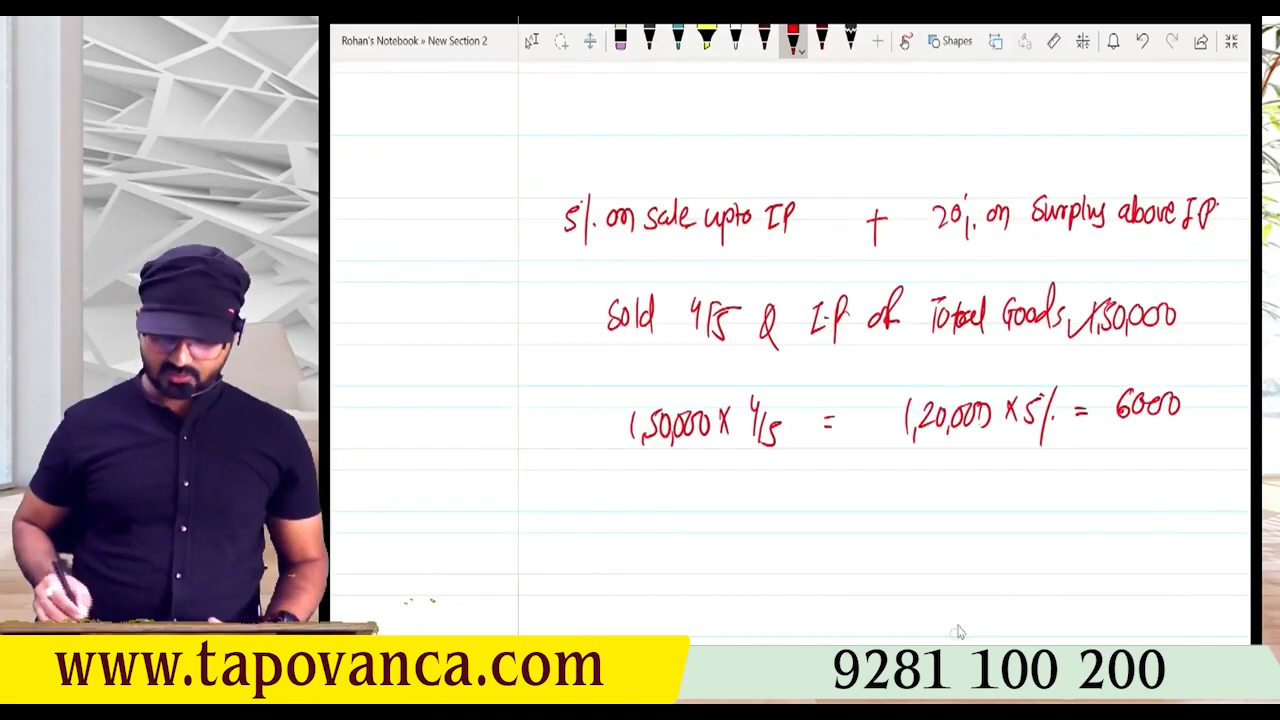 Rohan's Notebook » New Section 2
Shapes
5% on sale upto IP + 20% on Surplus above I.P.
Sold 4/5 & I.P. of Total Goods 1,50,000
1,50,000 × 4/5 = 1,20,000 × 5% = 6000
www.tapovanca.com
9281 100 200